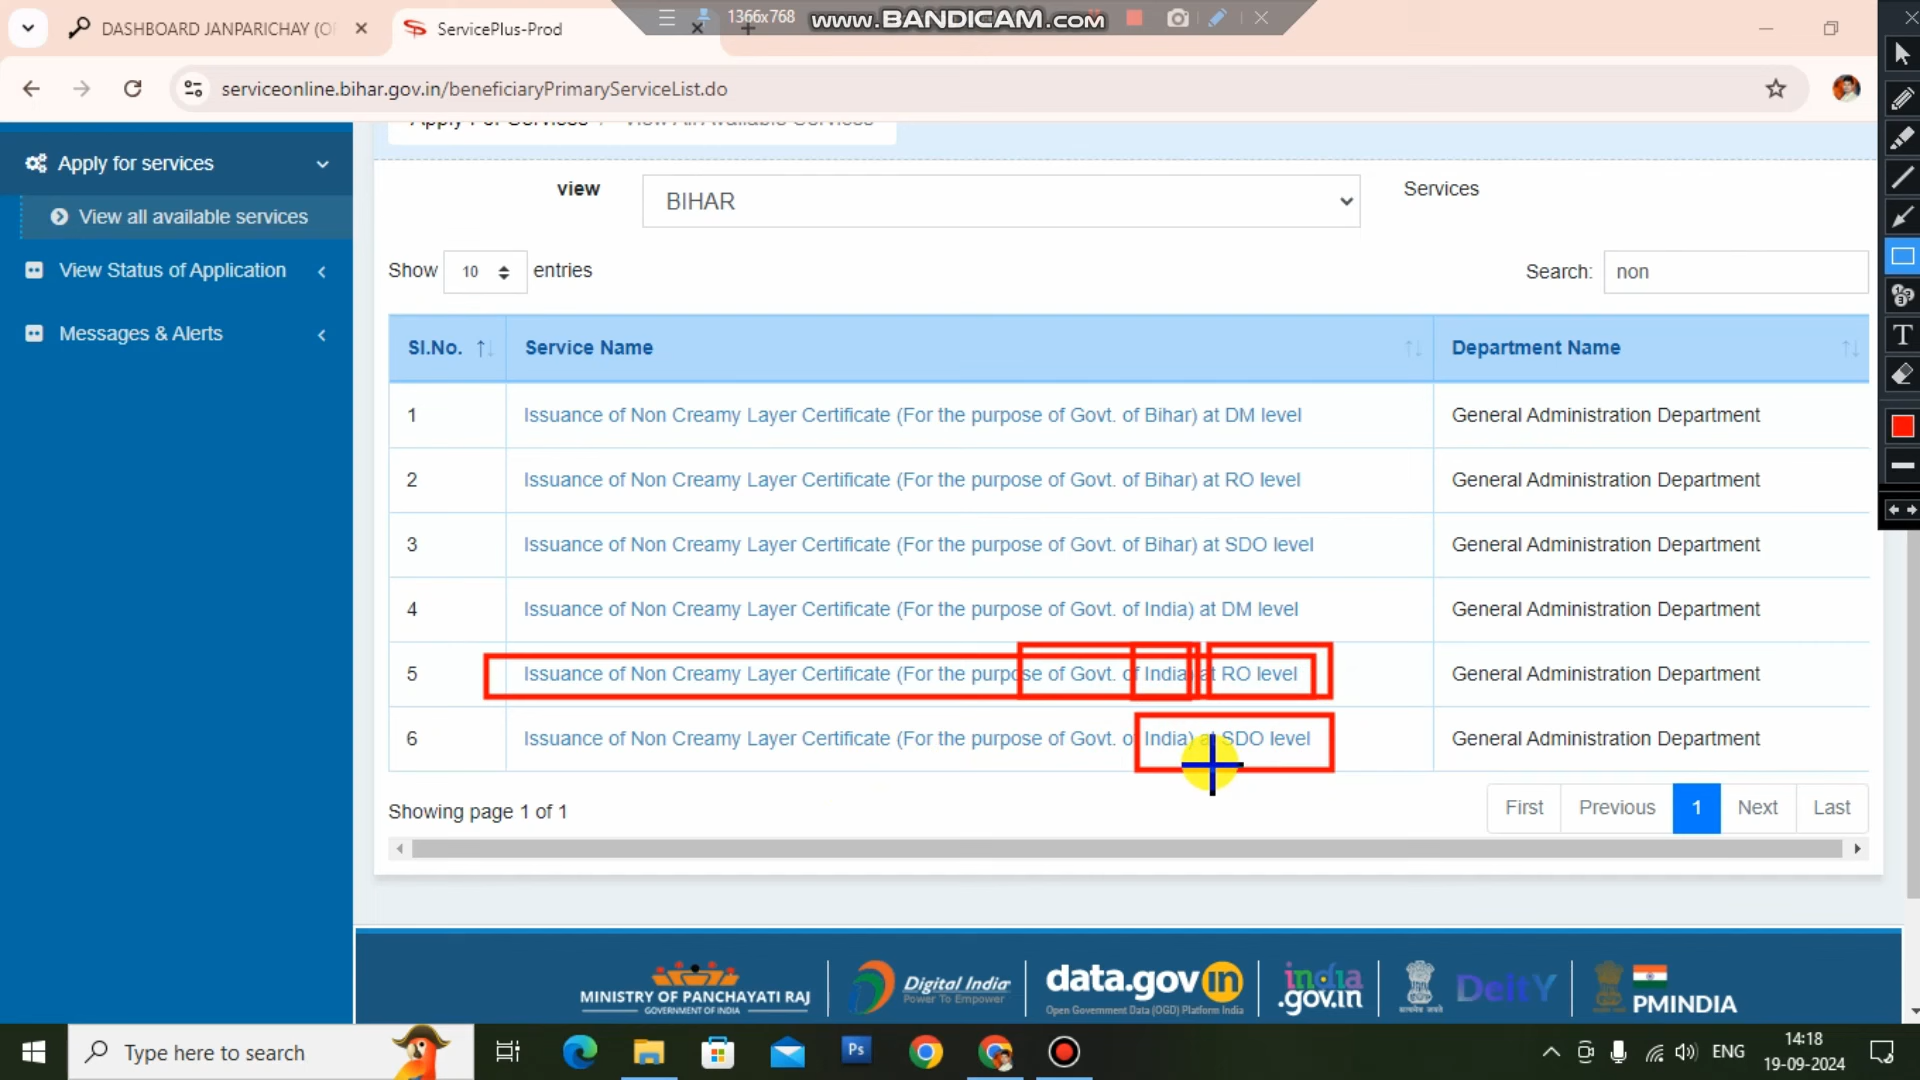 DASHBOARD JANPARICHAY (O
ServicePlus-Prod
1366x768
www.BANDICAM.com
serviceonline.bihar.gov.in/beneficiaryPrimaryServiceList.do
Apply for services
View all available services
View Status of Application
Messages & Alerts
Apply For Services
View All Available Services
view
BIHAR
Services
Show 10 entries
Search: non
Sl.No. Service Name Department Name
1 Issuance of Non Creamy Layer Certificate (For the purpose of Govt. of Bihar) at DM level General Administration Department
2 Issuance of Non Creamy Layer Certificate (For the purpose of Govt. of Bihar) at RO level General Administration Department
3 Issuance of Non Creamy Layer Certificate (For the purpose of Govt. of Bihar) at SDO level General Administration Department
4 Issuance of Non Creamy Layer Certificate (For the purpose of Govt. of India) at DM level General Administration Department
5 Issuance of Non Creamy Layer Certificate (For the purpose of Govt. of India) at RO level General Administration Department
6 Issuance of Non Creamy Layer Certificate (For the purpose of Govt. of India) at SDO level General Administration Department
Showing page 1 of 1
First Previous 1 Next Last
MINISTRY OF PANCHAYATI RAJ
GOVERNMENT OF INDIA
Digital India
Power To Empower
data.gov in
Open Government Data (OGD) Platform India
india
.gov.in
DeitY
PMINDIA
Type here to search
Ps
ENG
14:18
19-09-2024